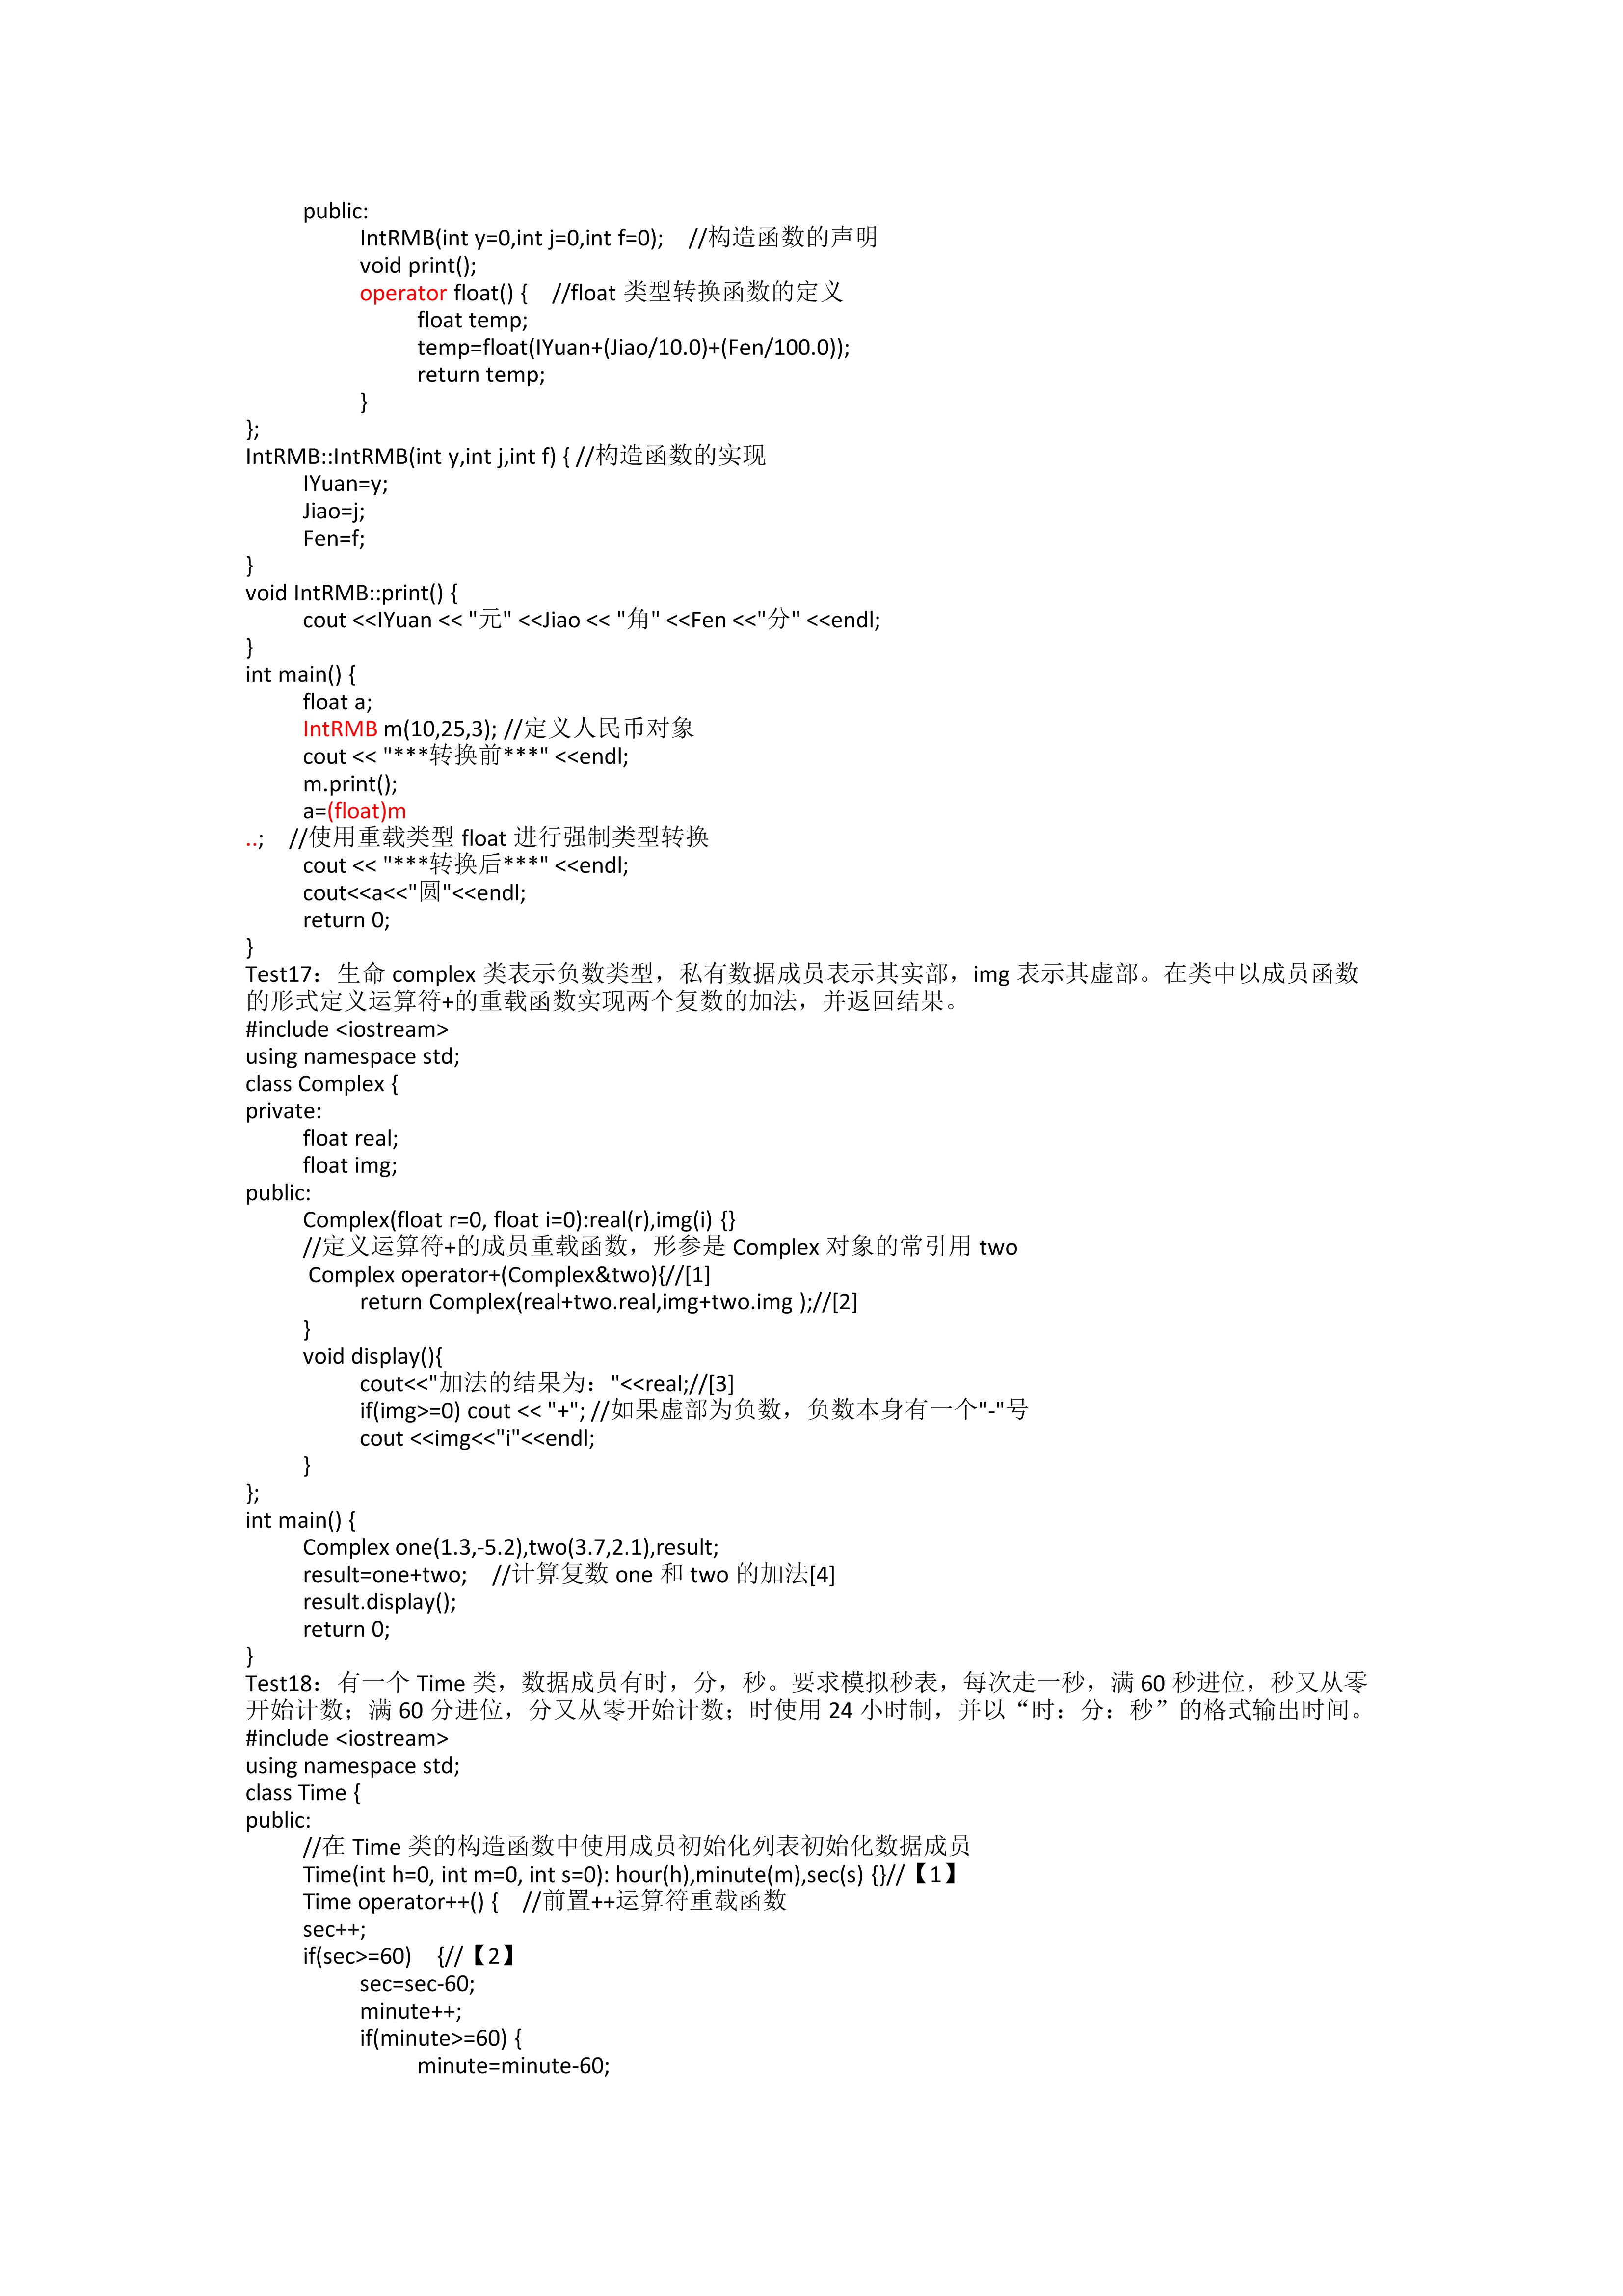 public:
IntRMB(int y=0,int j=0,int f=0);    //构造函数的声明
void print();
operator float() {    //float 类型转换函数的定义
float temp;
temp=float(IYuan+(Jiao/10.0)+(Fen/100.0));
return temp;
}
};
IntRMB::IntRMB(int y,int j,int f) { //构造函数的实现
IYuan=y;
Jiao=j;
Fen=f;
}
void IntRMB::print() {
cout <<IYuan << "元" <<Jiao << "角" <<Fen <<"分" <<endl;
}
int main() {
float a;
IntRMB m(10,25,3); //定义人民币对象
cout << "***转换前***" <<endl;
m.print();
a=(float)m
..;    //使用重载类型 float 进行强制类型转换
cout << "***转换后***" <<endl;
cout<<a<<"圆"<<endl;
return 0;
}
Test17：生命 complex 类表示负数类型，私有数据成员表示其实部，img 表示其虚部。在类中以成员函数
的形式定义运算符+的重载函数实现两个复数的加法，并返回结果。
#include <iostream>
using namespace std;
class Complex {
private:
float real;
float img;
public:
Complex(float r=0, float i=0):real(r),img(i) {}
//定义运算符+的成员重载函数，形参是 Complex 对象的常引用 two
Complex operator+(Complex&two){//[1]
return Complex(real+two.real,img+two.img );//[2]
}
void display(){
cout<<"加法的结果为："<<real;//[3]
if(img>=0) cout << "+"; //如果虚部为负数，负数本身有一个"-"号
cout <<img<<"i"<<endl;
}
};
int main() {
Complex one(1.3,-5.2),two(3.7,2.1),result;
result=one+two;    //计算复数 one 和 two 的加法[4]
result.display();
return 0;
}
Test18：有一个 Time 类，数据成员有时，分，秒。要求模拟秒表，每次走一秒，满 60 秒进位，秒又从零
开始计数；满 60 分进位，分又从零开始计数；时使用 24 小时制，并以“时：分：秒”的格式输出时间。
#include <iostream>
using namespace std;
class Time {
public:
//在 Time 类的构造函数中使用成员初始化列表初始化数据成员
Time(int h=0, int m=0, int s=0): hour(h),minute(m),sec(s) {}//【1】
Time operator++() {    //前置++运算符重载函数
sec++;
if(sec>=60)    {//【2】
sec=sec-60;
minute++;
if(minute>=60) {
minute=minute-60;